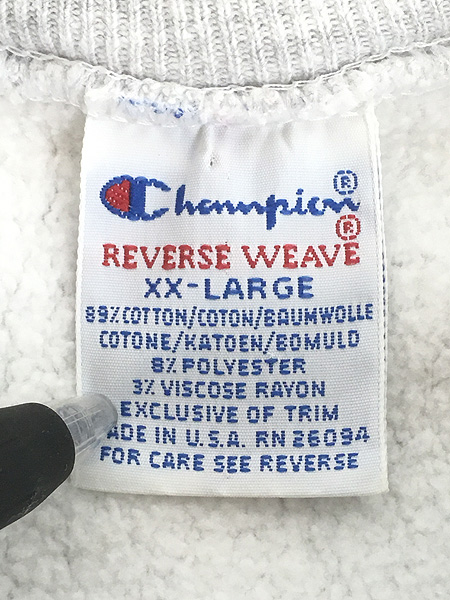 Champion®
REVERSE WEAVE®
XX-LARGE
89% COTTON/COTON/BAUMWOLLE
COTONE/KATOEN/BOMULD
8% POLYESTER
3% VISCOSE RAYON
EXCLUSIVE OF TRIM
ADE IN U.S.A. RN 26094
FOR CARE SEE REVERSE